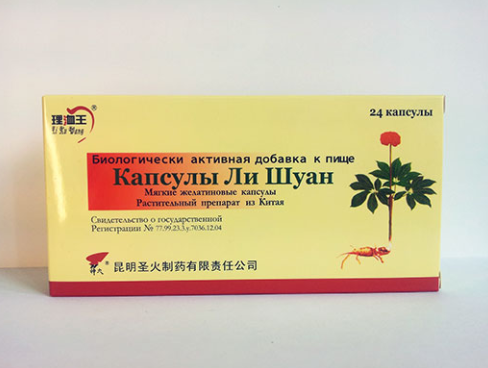 理海王®
Li Hai Wang
24 капсулы
Биологически активная добавка к пище
Капсулы Ли Шуан
Мягкие желатиновые капсулы
Растительный препарат из Китая
Свидетельство о государственной
Регистрации № 77.99.23.3.у.7036.12.04
昆明圣火制药有限责任公司